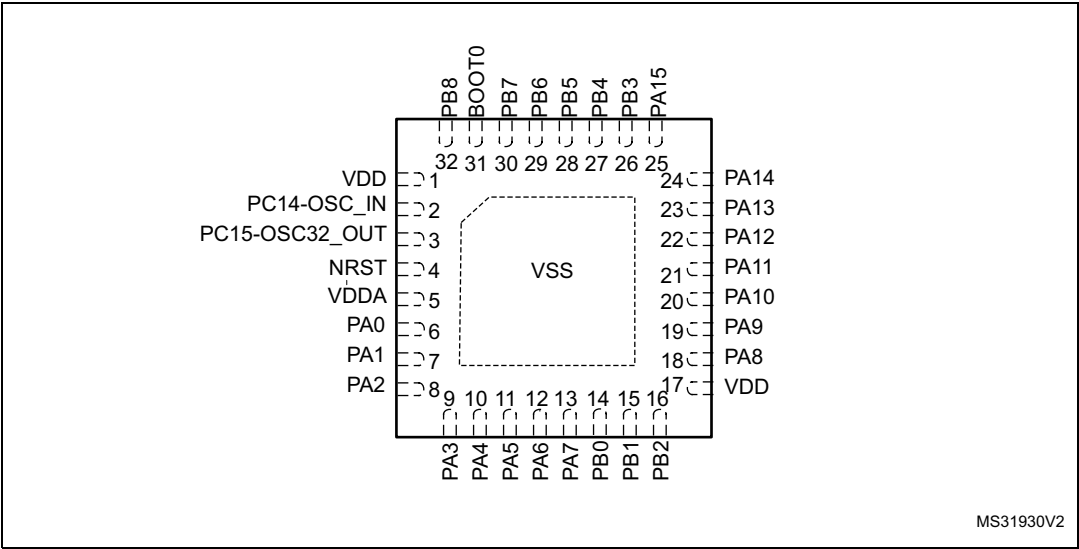 PB8
BOOT0
PB7
PB6
PB5
PB4
PB3
PA15
32 31 30 29 28 27 26 25
VDD 1
PC14-OSC_IN 2
PC15-OSC32_OUT 3
NRST 4
VDDA 5
PA0 6
PA1 7
PA2 8
VSS
24 PA14
23 PA13
22 PA12
21 PA11
20 PA10
19 PA9
18 PA8
17 VDD
9 10 11 12 13 14 15 16
PA3
PA4
PA5
PA6
PA7
PB0
PB1
PB2
MS31930V2